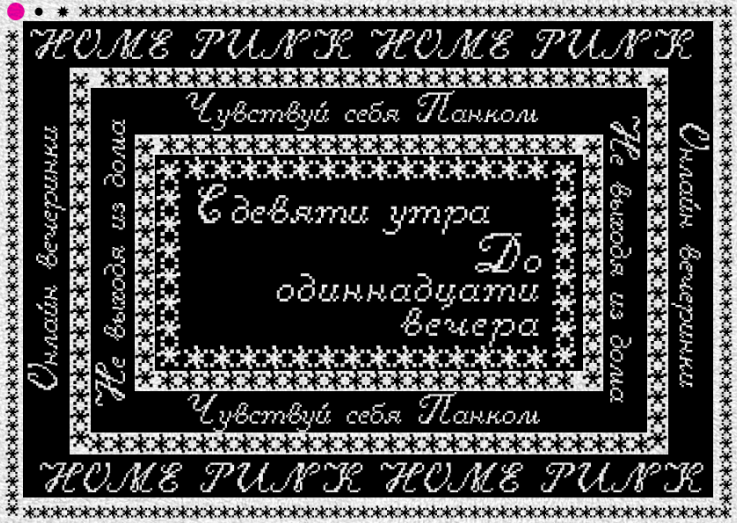 HOME PUNK HOME PUNK
Чувствуй себя Панком
Онлайн вечеринки
Не выходя из дома
С девяти утра
До
одиннадцати
вечера
Не выходя из дома
Онлайн вечеринки
Чувствуй себя Панком
HOME PUNK HOME PUNK